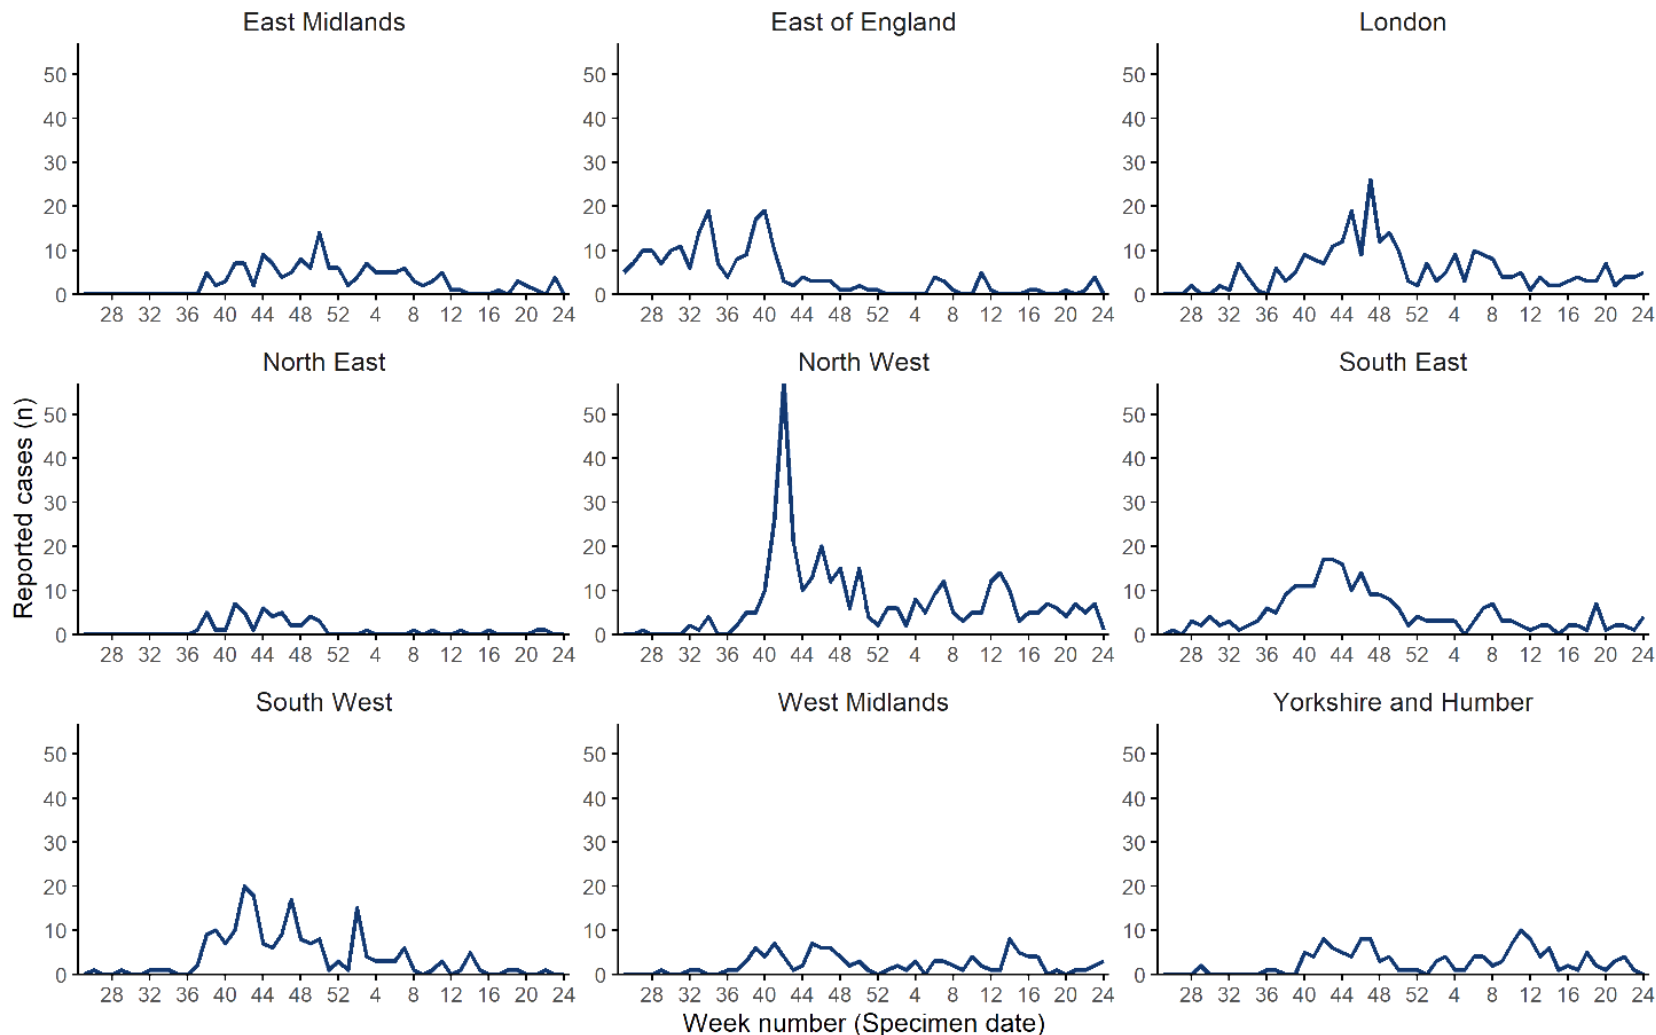 East Midlands East of England London
50 50 50
40 40 40
30 30 30
20 20 20
10 10 10
0 0 0
28 32 36 40 44 48 52 4 8 12 16 20 24 28 32 36 40 44 48 52 4 8 12 16 20 24 28 32 36 40 44 48 52 4 8 12 16 20 24
North East North West South East
Reported cases (n)
50 50 50
40 40 40
30 30 30
20 20 20
10 10 10
0 0 0
28 32 36 40 44 48 52 4 8 12 16 20 24 28 32 36 40 44 48 52 4 8 12 16 20 24 28 32 36 40 44 48 52 4 8 12 16 20 24
South West West Midlands Yorkshire and Humber
50 50 50
40 40 40
30 30 30
20 20 20
10 10 10
0 0 0
28 32 36 40 44 48 52 4 8 12 16 20 24 28 32 36 40 44 48 52 4 8 12 16 20 24 28 32 36 40 44 48 52 4 8 12 16 20 24
Week number (Specimen date)